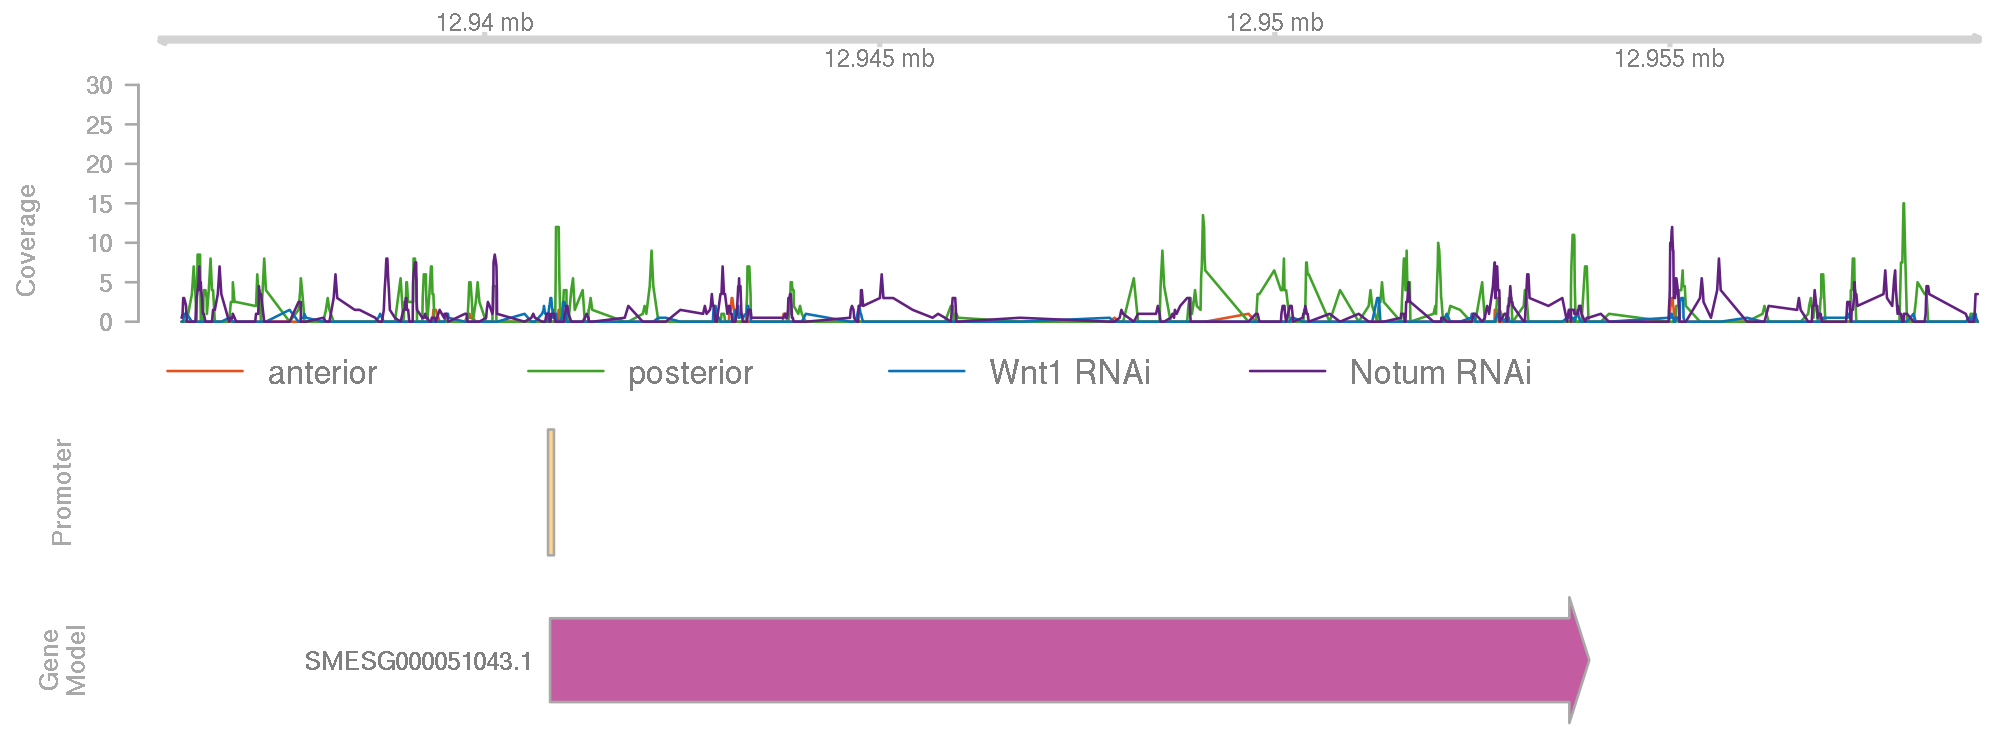 12.94 mb
12.95 mb
12.945 mb
12.955 mb
30
25
20
15
10
5
0
Coverage
anterior
posterior
Wnt1 RNAi
Notum RNAi
Promoter
Gene
Model
SMESG000051043.1